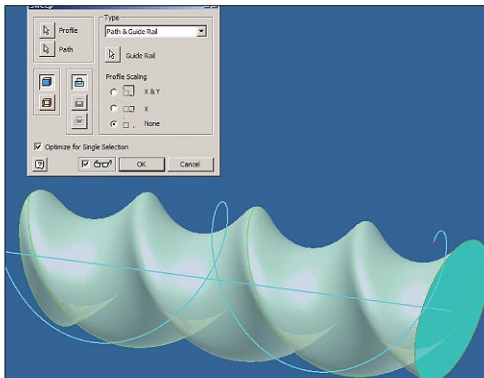 Sweep
Type
Profile
Path & Guide Rail
Path
Guide Rail
Profile Scaling
X & Y
X
None
Optimize for Single Selection
OK
Cancel